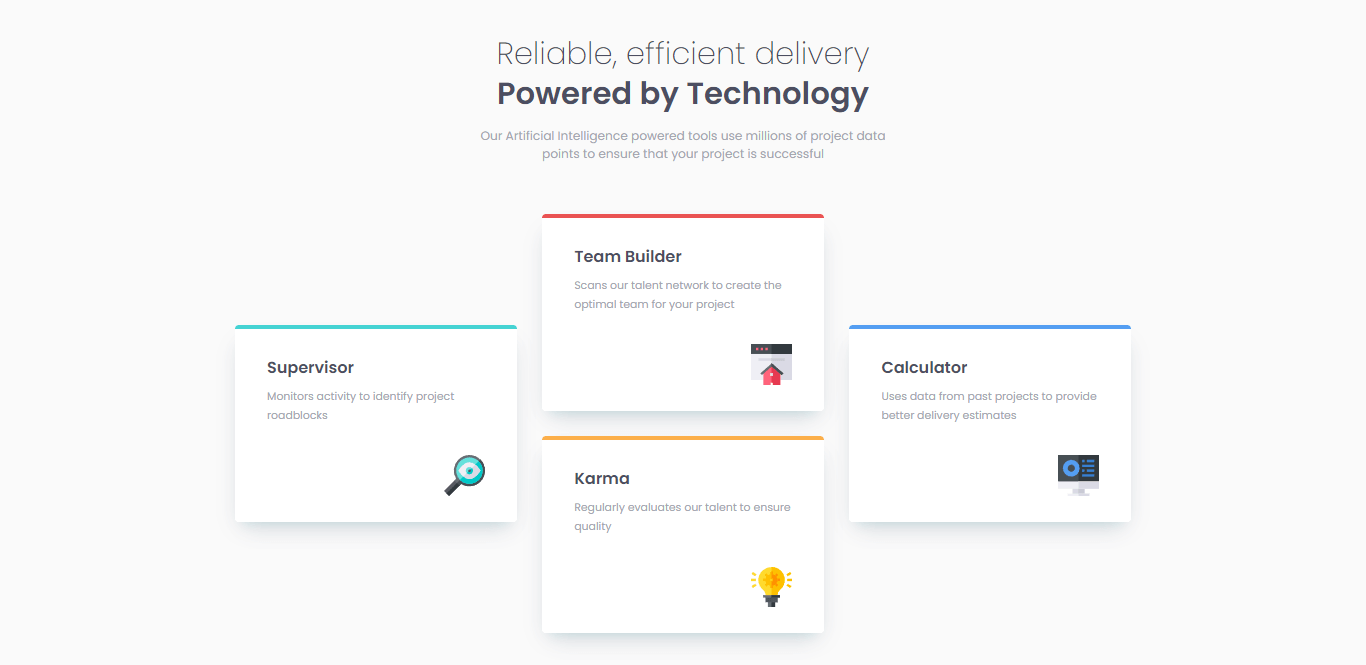 Reliable, efficient delivery
Powered by Technology
Our Artificial Intelligence powered tools use millions of project data
points to ensure that your project is successful
Team Builder
Scans our talent network to create the
optimal team for your project
Supervisor
Monitors activity to identify project
roadblocks
Calculator
Uses data from past projects to provide
better delivery estimates
Karma
Regularly evaluates our talent to ensure
quality